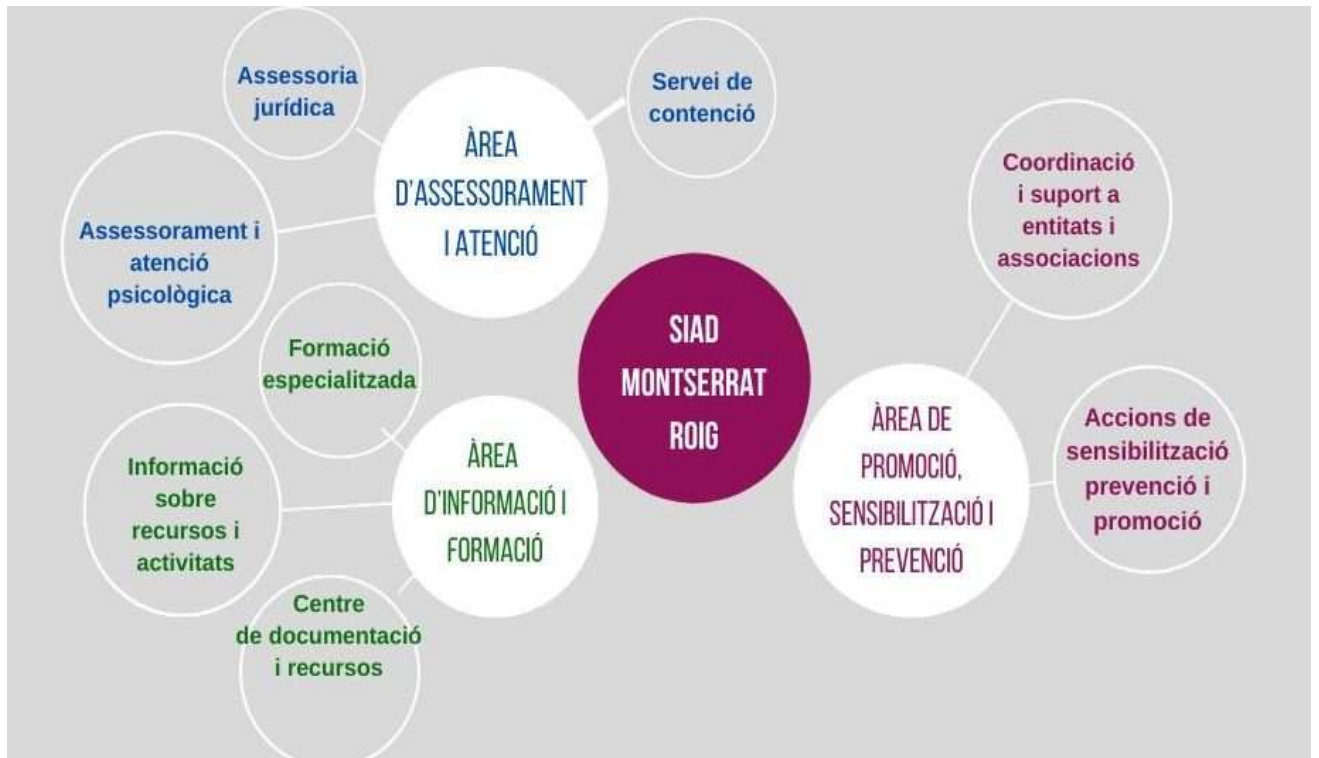 Assessoria
jurídica
ÀREA
D'ASSESSORAMENT
I ATENCIÓ
Servei de
contenció
Assessorament i
atenció
psicològica
Formació
especialitzada
Informació
sobre
recursos i
activitats
ÀREA
D'INFORMACIÓ I
FORMACIÓ
Centre
de documentació
i recursos
SIAD
MONTSERRAT
ROIG
Coordinació
i suport a
entitats i
associacions
ÀREA DE
PROMOCIÓ,
SENSIBILITZACIÓ I
PREVENCIÓ
Accions de
sensibilització
prevenció i
promoció